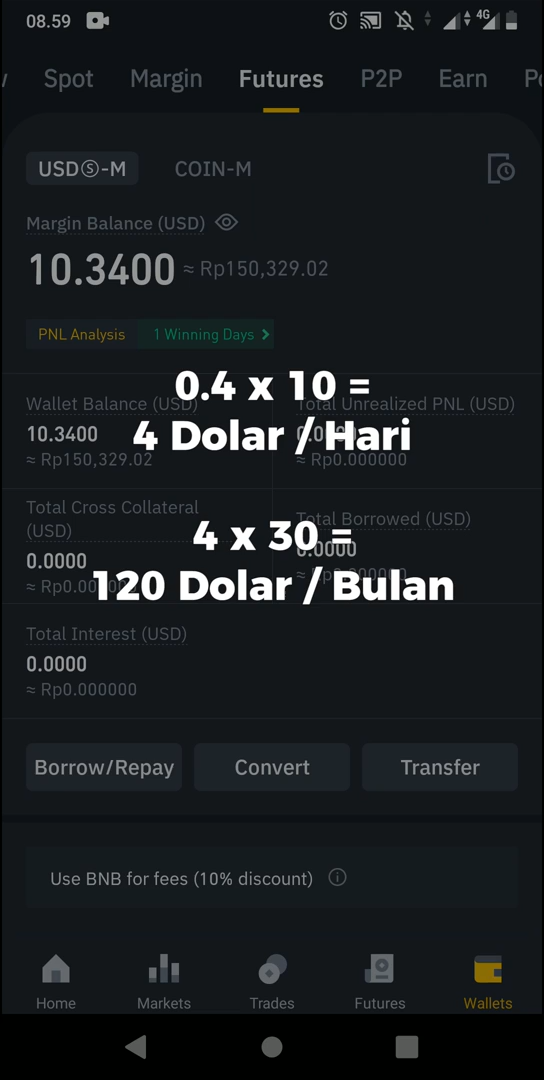 08.59
4G
Spot Margin Futures P2P Earn
USDⓈ-M COIN-M
Margin Balance (USD)
10.3400 ≈ Rp150,329.02
PNL Analysis 1 Winning Days
0.4 x 10 =
4 Dolar / Hari
Wallet Balance (USD) Total Unrealized PNL (USD)
10.3400
≈ Rp150,329.02 ≈ Rp0.000000
4 x 30 =
120 Dolar / Bulan
Total Cross Collateral (USD) Total Borrowed (USD)
0.0000 0.0000
Total Interest (USD)
0.0000
≈ Rp0.000000
Borrow/Repay Convert Transfer
Use BNB for fees (10% discount)
Home Markets Trades Futures Wallets